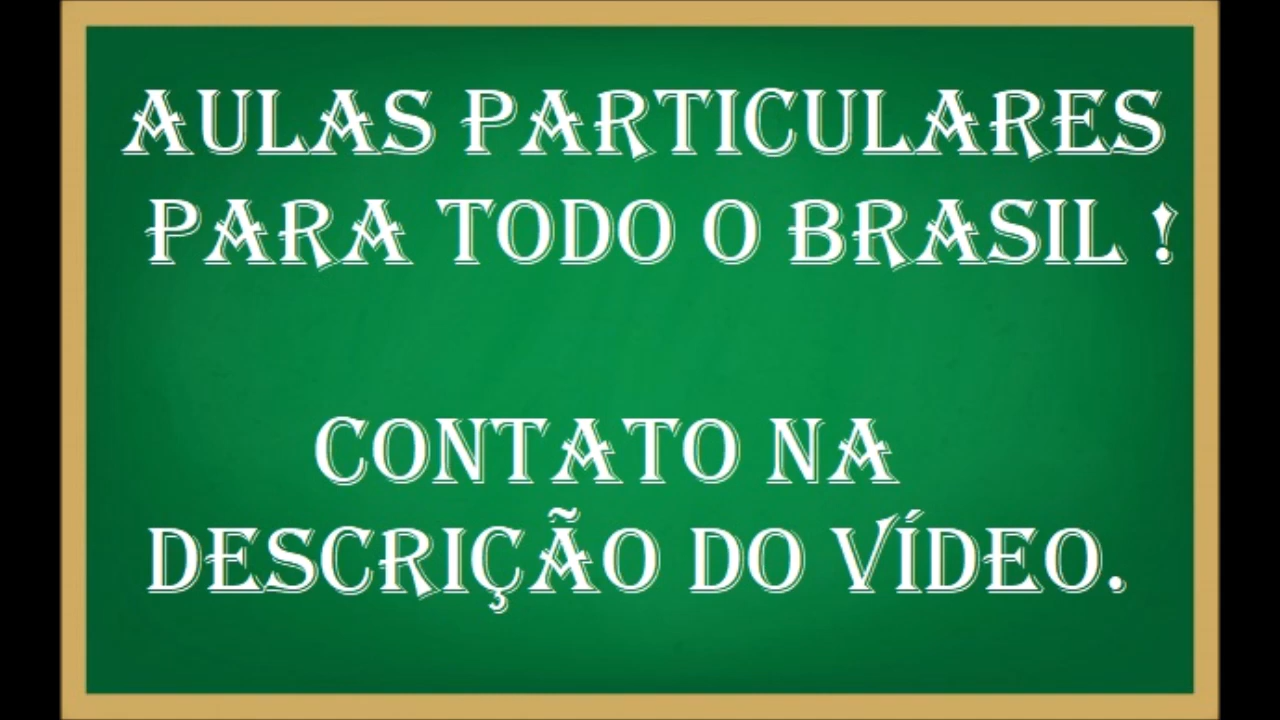 AULAS PARTICULARES
PARA TODO O BRASIL !
CONTATO NA
DESCRIÇÃO DO VÍDEO.